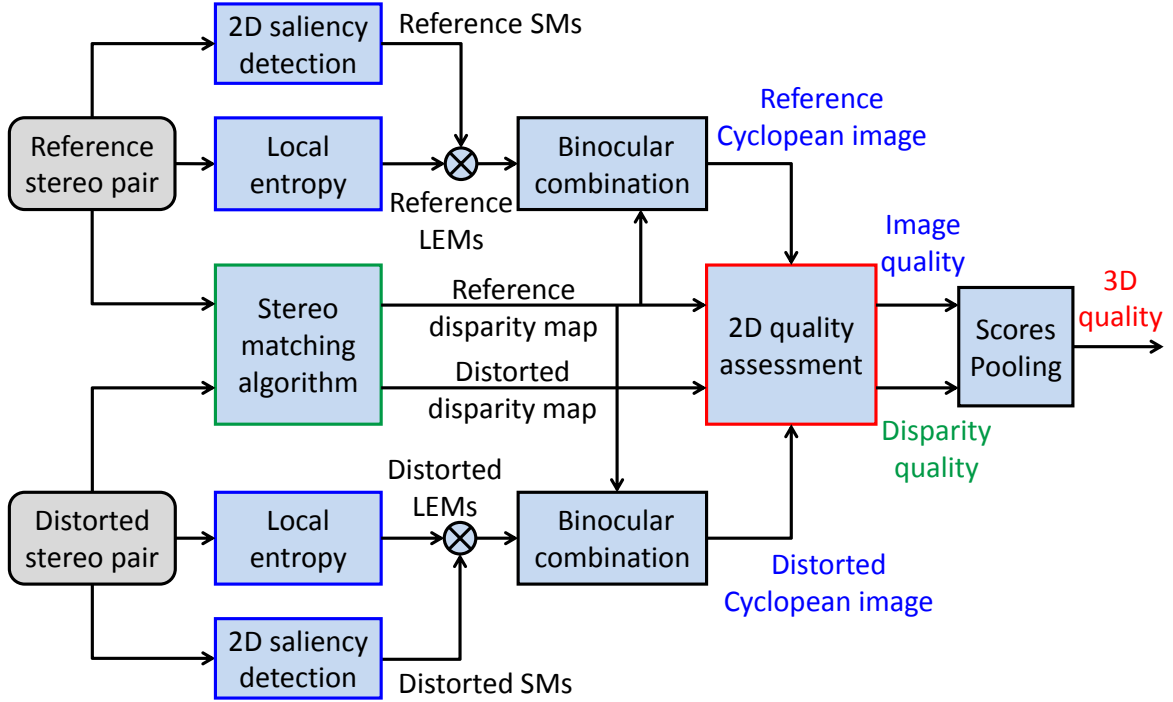 2D saliency
detection
Reference SMs
Reference
stereo pair
Local
entropy
Reference
LEMs
Binocular
combination
Reference
Cyclopean image
Stereo
matching
algorithm
Reference
disparity map
Distorted
disparity map
2D quality
assessment
Image
quality
Disparity
quality
Scores
Pooling
3D
quality
Distorted
stereo pair
Local
entropy
Distorted
LEMs
Binocular
combination
Distorted
Cyclopean image
2D saliency
detection
Distorted SMs